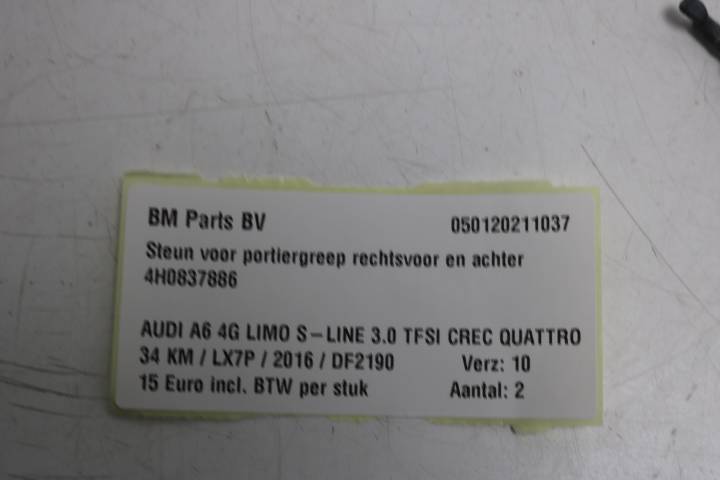 BM Parts BV 050120211037
Steun voor portiergreep rechtsvoor en achter
4H0837886
AUDI A6 4G LIMO S-LINE 3.0 TFSI CREC QUATTRO
34 KM / LX7P / 2016 / DF2190 Verz: 10
15 Euro incl. BTW per stuk Aantal: 2